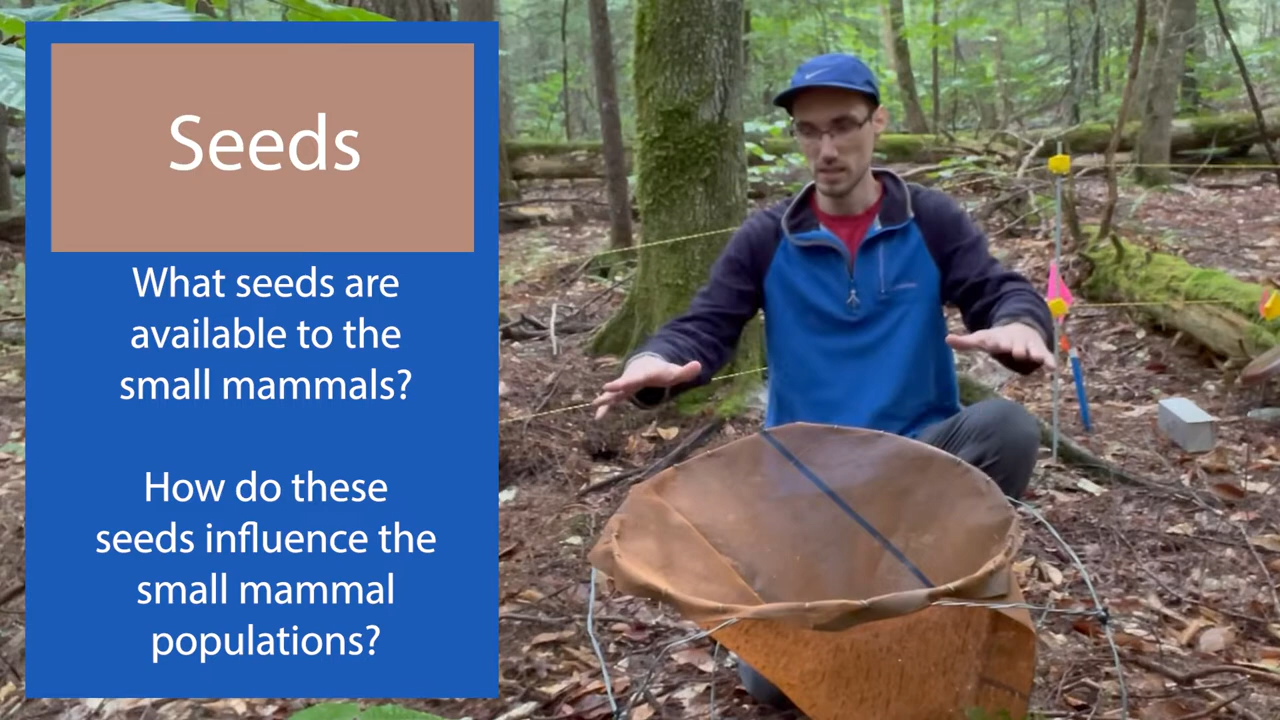 Seeds
What seeds are
available to the
small mammals?
How do these
seeds influence the
small mammal
populations?